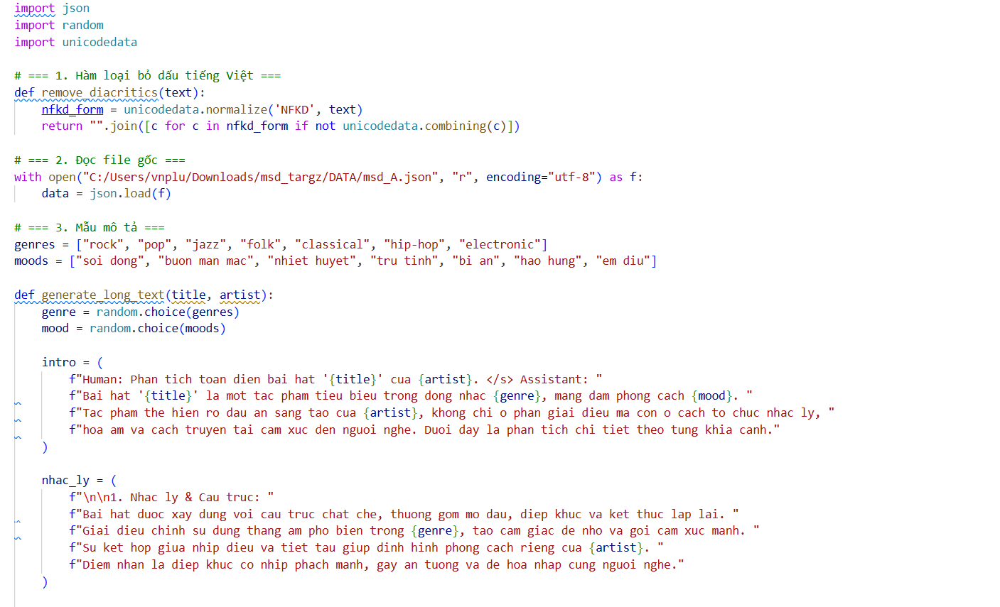 import json
import random
import unicodedata
# === 1. Hàm loại bỏ dấu tiếng Việt ===
def remove_diacritics(text):
    nfkd_form = unicodedata.normalize('NFKD', text)
    return "".join([c for c in nfkd_form if not unicodedata.combining(c)])
# === 2. Đọc file gốc ===
with open("C:/Users/vnplu/Downloads/msd_targz/DATA/msd_A.json", "r", encoding="utf-8") as f:
    data = json.load(f)
# === 3. Mẫu mô tả ===
genres = ["rock", "pop", "jazz", "folk", "classical", "hip-hop", "electronic"]
moods = ["soi dong", "buon man mac", "nhiet huyet", "tru tinh", "bi an", "hao hung", "em diu"]
def generate_long_text(title, artist):
    genre = random.choice(genres)
    mood = random.choice(moods)
    intro = (
        f"Human: Phan tich toan dien bai hat '{title}' cua {artist}. </s> Assistant: "
        f"Bai hat '{title}' la mot tac pham tieu bieu trong dong nhac {genre}, mang dam phong cach {mood}. "
        f"Tac pham the hien ro dau an sang tao cua {artist}, khong chi o phan giai dieu ma con o cach to chuc nhac ly, "
        f"hoa am va cach truyen tai cam xuc den nguoi nghe. Duoi day la phan tich chi tiet theo tung khia canh."
    )
    nhac_ly = (
        f"\n\n1. Nhac ly & Cau truc: "
        f"Bai hat duoc xay dung voi cau truc chat che, thuong gom mo dau, diep khuc va ket thuc lap lai. "
        f"Giai dieu chinh su dung thang am pho bien trong {genre}, tao cam giac de nho va goi cam xuc manh. "
        f"Su ket hop giua nhip dieu va tiet tau giup dinh hinh phong cach rieng cua {artist}. "
        f"Diem nhan la diep khuc co nhip phach manh, gay an tuong va de hoa nhap cung nguoi nghe."
    )